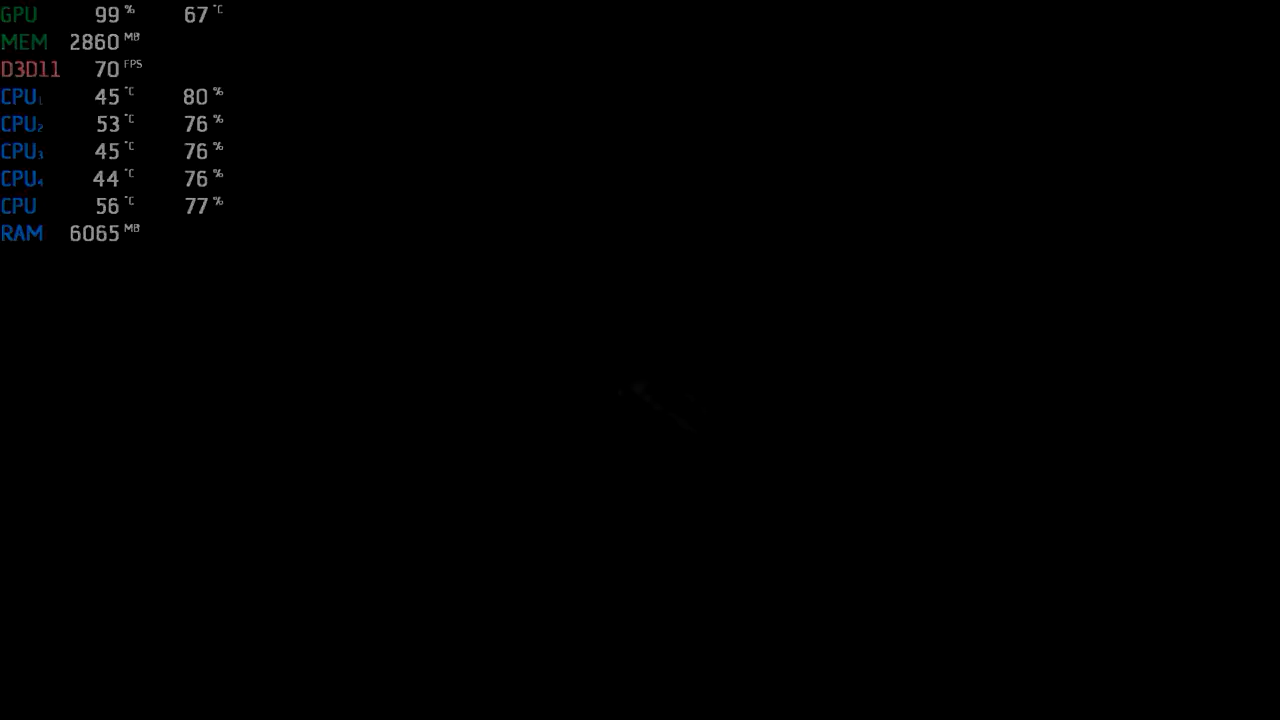 GPU 99 % 67 °C
MEM 2860 MB
D3D11 70 FPS
CPU₁ 45 °C 80 %
CPU₂ 53 °C 76 %
CPU₃ 45 °C 76 %
CPU₄ 44 °C 76 %
CPU 56 °C 77 %
RAM 6065 MB